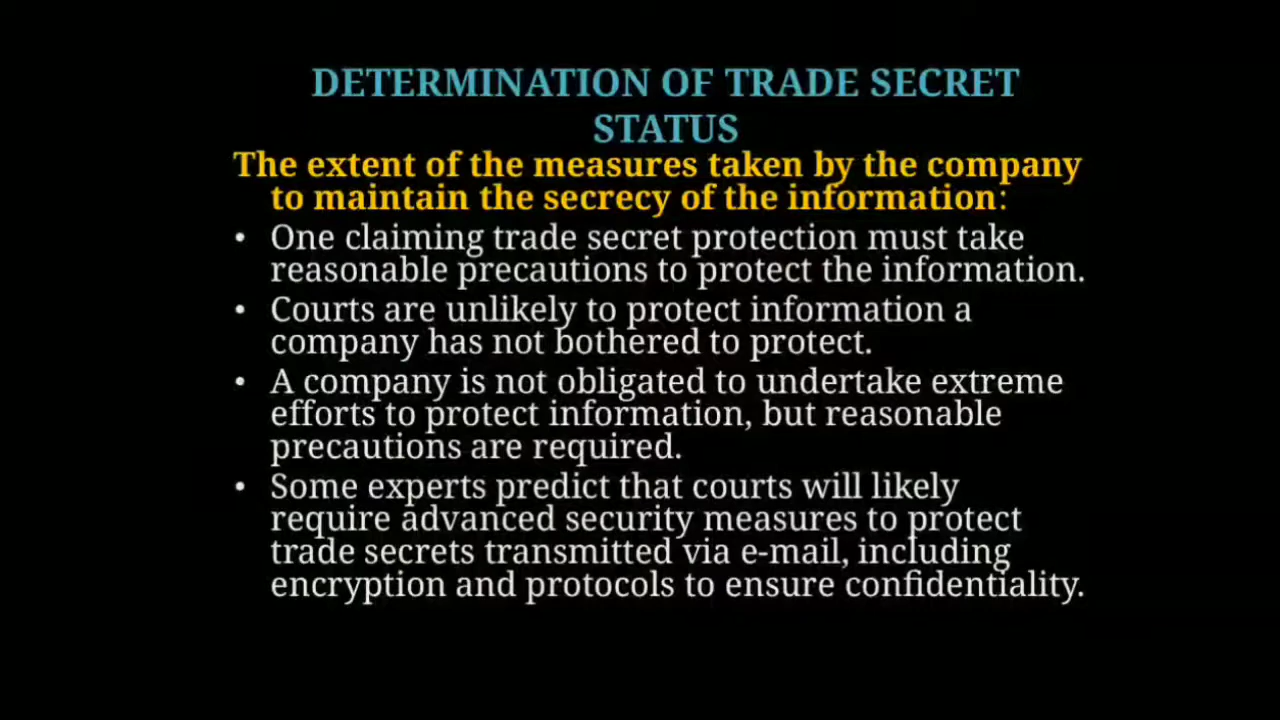 DETERMINATION OF TRADE SECRET
STATUS
The extent of the measures taken by the company
to maintain the secrecy of the information:
• One claiming trade secret protection must take
reasonable precautions to protect the information.
• Courts are unlikely to protect information a
company has not bothered to protect.
• A company is not obligated to undertake extreme
efforts to protect information, but reasonable
precautions are required.
• Some experts predict that courts will likely
require advanced security measures to protect
trade secrets transmitted via e-mail, including
encryption and protocols to ensure confidentiality.